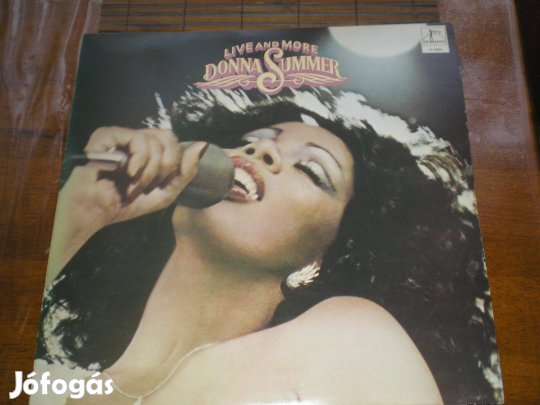 LIVE AND MORE
DONNA SUMMER
Jófogás